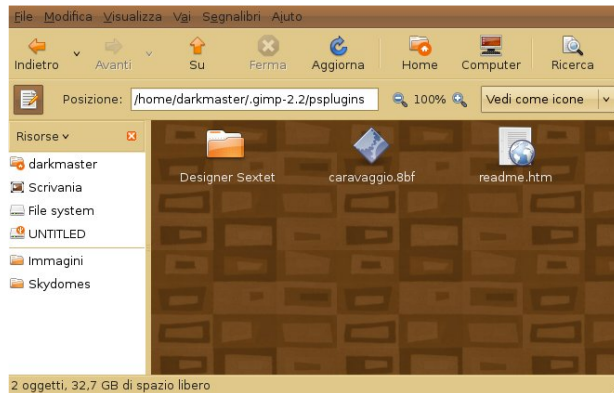 File Modifica Visualizza Vai Segnalibri Aiuto
Indietro Avanti Su Ferma Aggiorna Home Computer Ricerca
Posizione: /home/darkmaster/.gimp-2.2/psplugins 100% Vedi come icone
Risorse
darkmaster
Scrivania
File system
UNTITLED
Immagini
Skydomes
Designer Sextet caravaggio.8bf readme.htm
2 oggetti, 32,7 GB di spazio libero